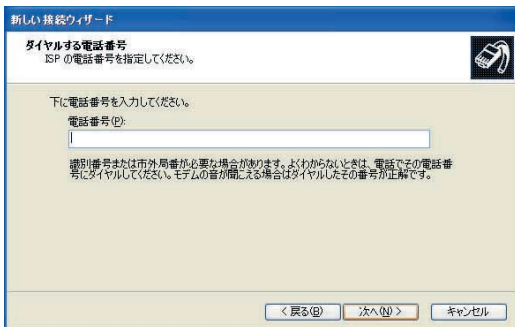 新しい接続ウィザード
ダイヤルする電話番号
ISP の電話番号を指定してください。
下に電話番号を入力してください。
電話番号(P):
識別番号または市外局番が必要な場合があります。よくわからないときは、電話でその電話番
号にダイヤルしてください。モデムの音が聞こえる場合はダイヤルしたその番号が正解です。
< 戻る(B) 次へ(N) > キャンセル